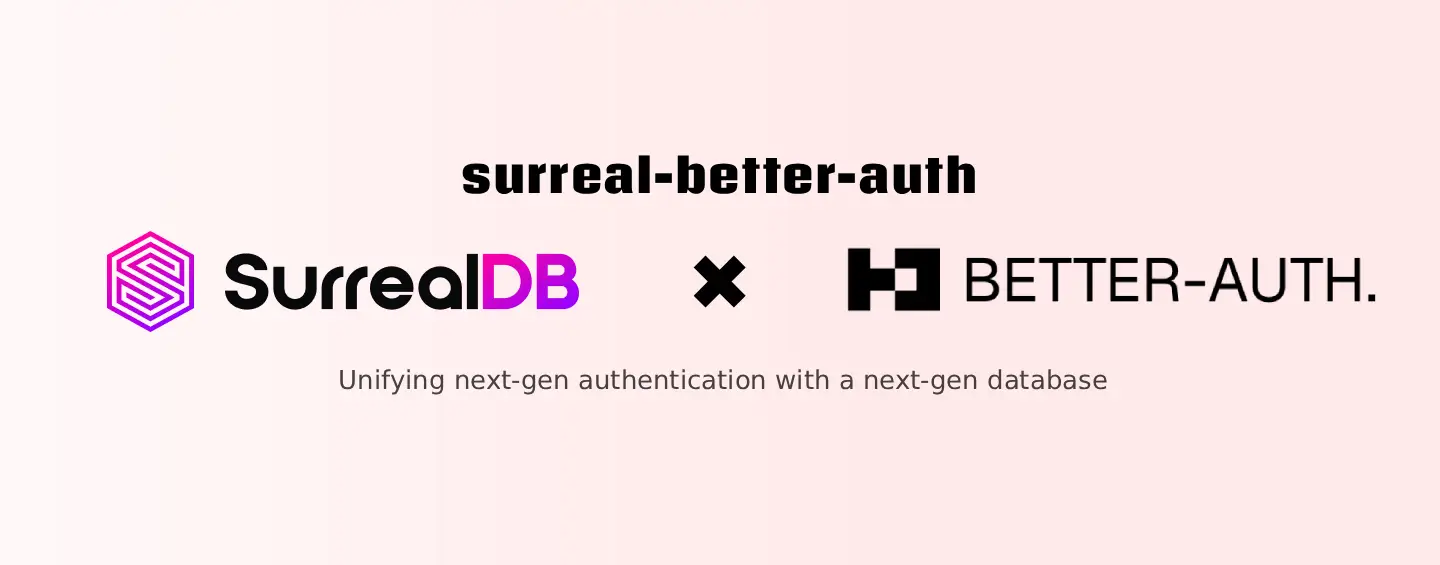 surreal-better-auth
SurrealDB ✖ BETTER-AUTH.
Unifying next-gen authentication with a next-gen database